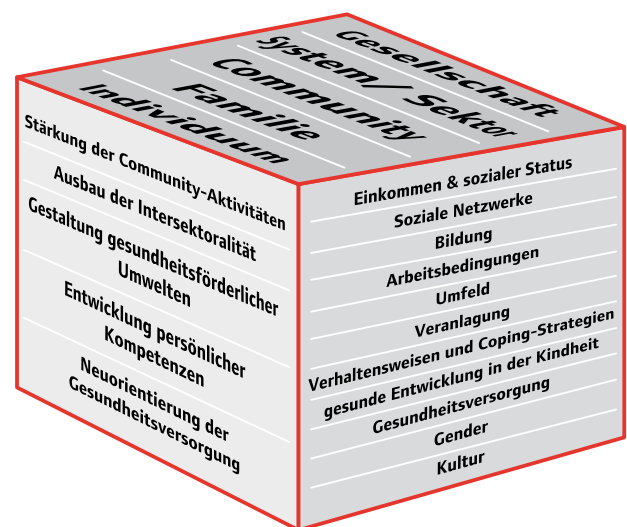 Gesellschaft
System/ Sektor
Community
Familie
Individuum
Stärkung der Community-Aktivitäten
Ausbau der Intersektoralität
Gestaltung gesundheitsförderlicher
Umwelten
Entwicklung persönlicher
Kompetenzen
Neuorientierung der
Gesundheitsversorgung
Einkommen & sozialer Status
Soziale Netzwerke
Bildung
Arbeitsbedingungen
Umfeld
Veranlagung
Verhaltensweisen und Coping-Strategien
gesunde Entwicklung in der Kindheit
Gesundheitsversorgung
Gender
Kultur